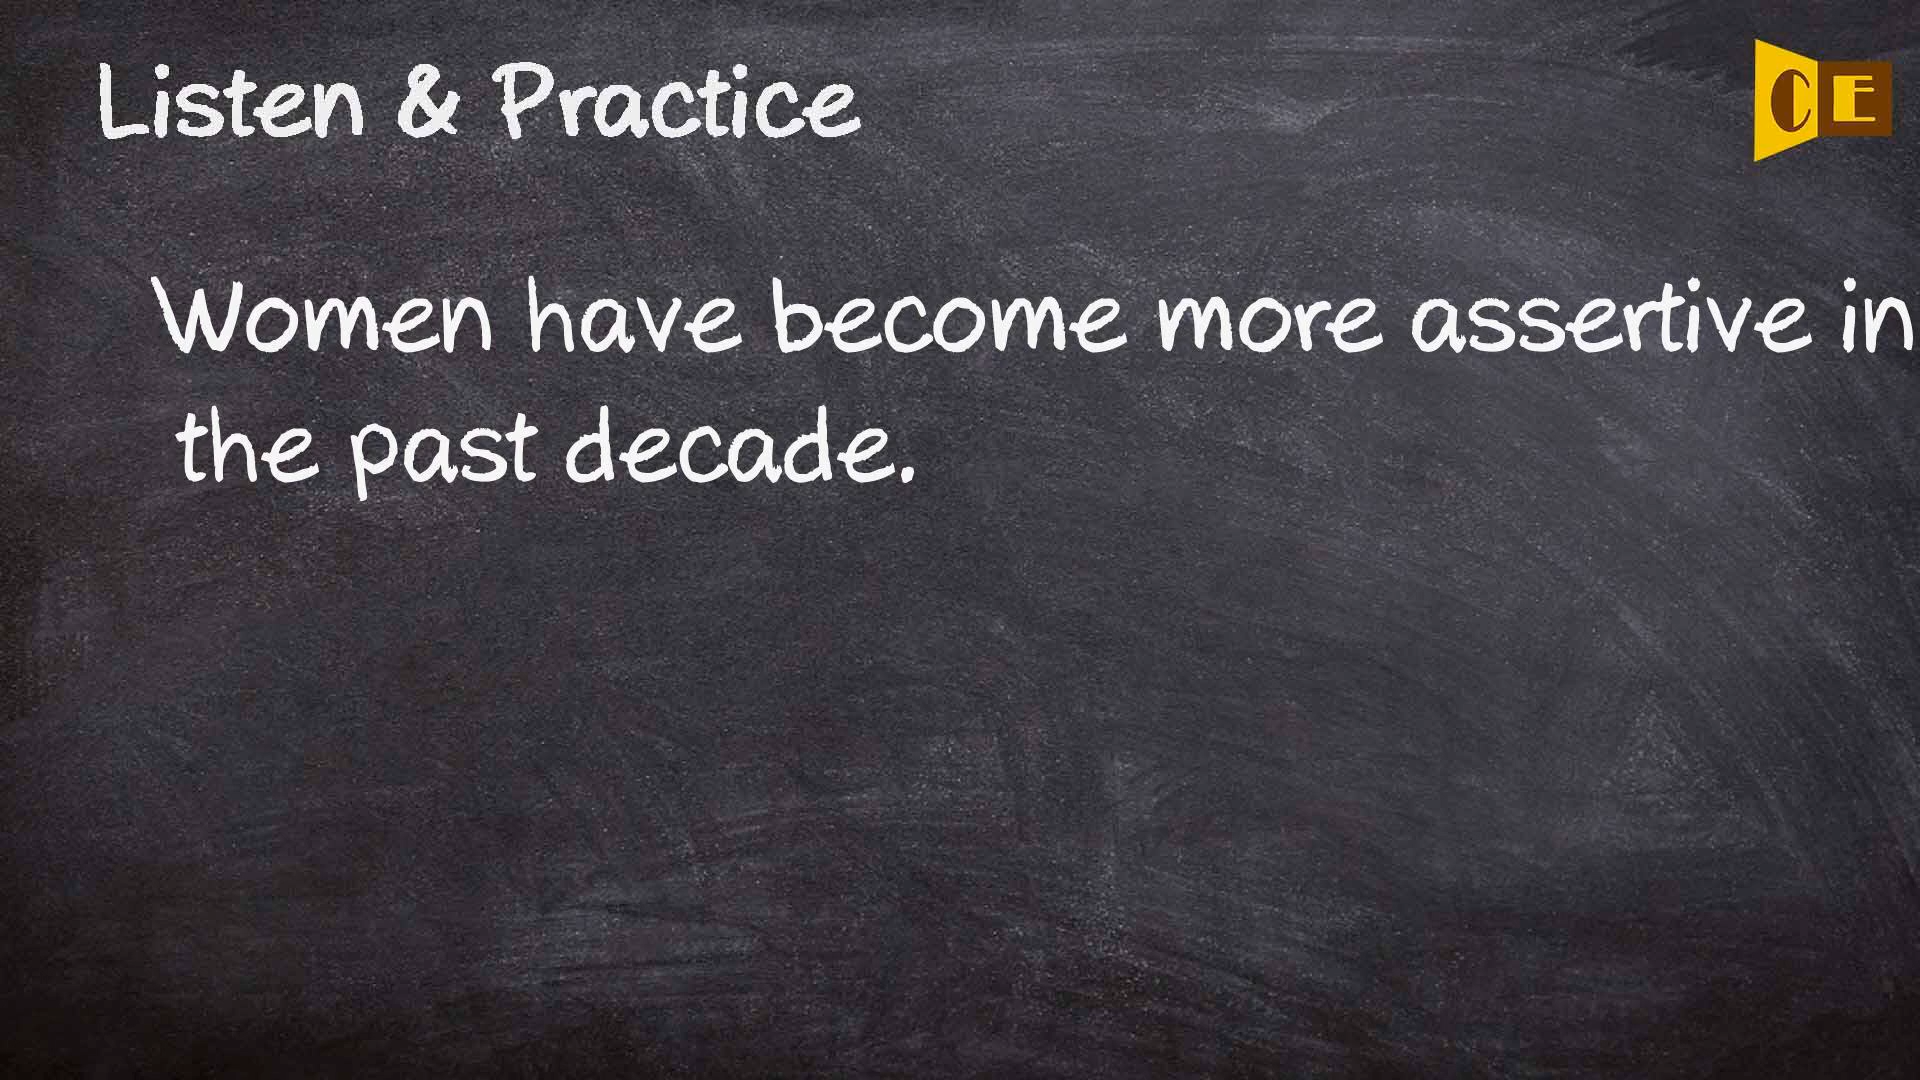 Listen & Practice
CE
Women have become more assertive in
the past decade.